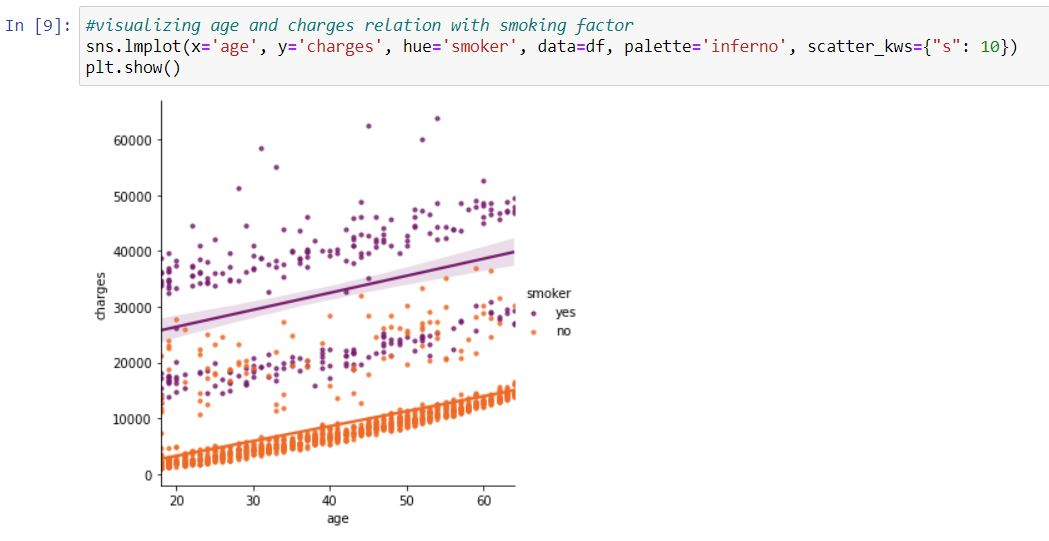 In [9]:
#visualizing age and charges relation with smoking factor
sns.lmplot(x='age', y='charges', hue='smoker', data=df, palette='inferno', scatter_kws={"s": 10})
plt.show()
60000
50000
40000
30000
20000
10000
0
charges
20 30 40 50 60
age
smoker
yes
no